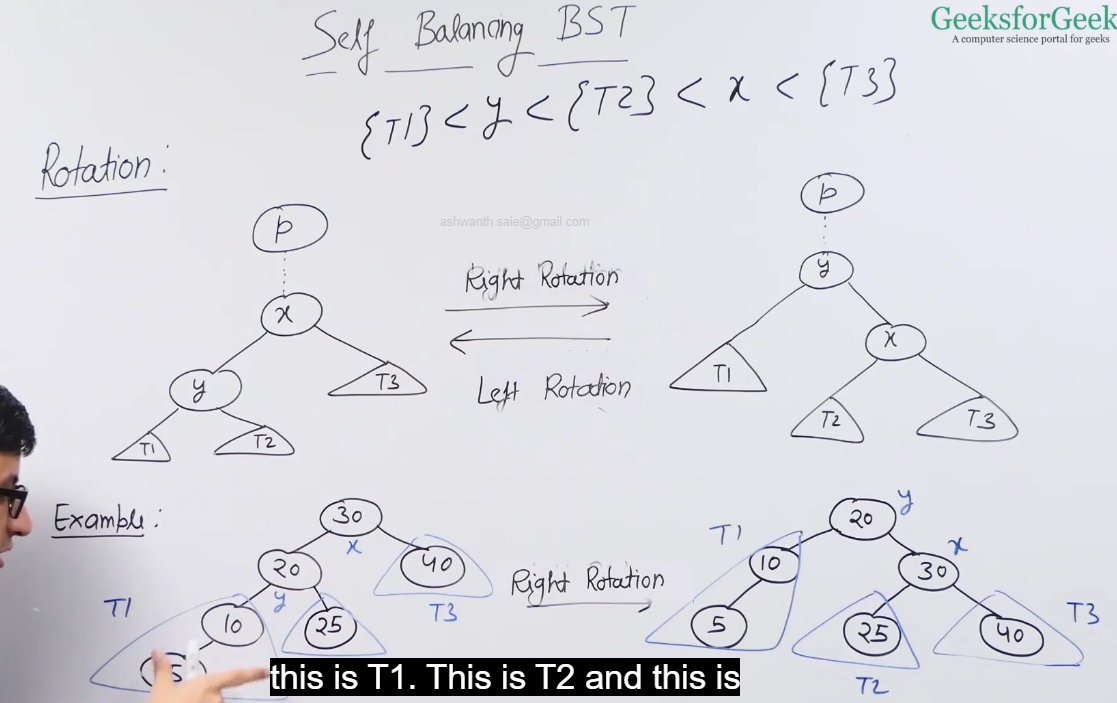 GeeksforGeek
A computer science portal for geeks
Self Balancing BST
{T1} < y < {T2} < x < {T3}
Rotation:
ashwanth.sale@gmail.com
p
x
y
T3
T1
T2
Right Rotation
Left Rotation
p
y
x
T1
T2
T3
Example:
30
x
20
y
40
T3
T1
10
25
5
Right Rotation
20
y
T1
10
x
30
5
25
40
T3
T2
this is T1. This is T2 and this is